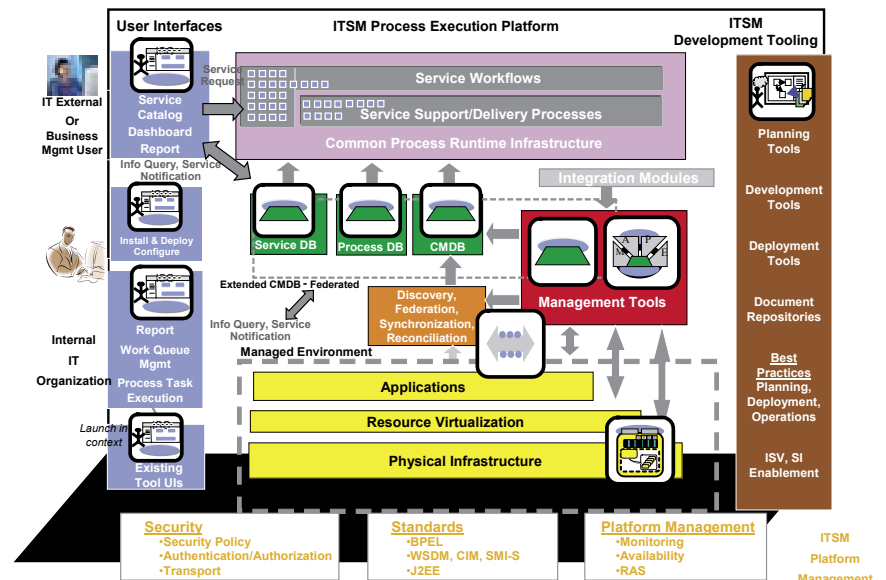 User Interfaces
ITSM Process Execution Platform
ITSM
Development Tooling
IT External
Or
Business
Mgmt User
Service
Catalog
Dashboard
Report
Service
Request
Service Workflows
Service Support/Delivery Processes
Common Process Runtime Infrastructure
Info Query, Service
Notification
Integration Modules
Install & Deploy
Configure
Service DB
Process DB
CMDB
A
P
M
E
Management Tools
Extended CMDB - Federated
Discovery,
Federation,
Synchronization,
Reconciliation
Info Query, Service
Notification
Managed Environment
Internal
IT
Organization
Report
Work Queue
Mgmt
Process Task
Execution
Launch in
context
Existing
Tool UIs
Applications
Resource Virtualization
Physical Infrastructure
Planning
Tools
Development
Tools
Deployment
Tools
Document
Repositories
Best
Practices
Planning,
Deployment,
Operations
ISV, SI
Enablement
Security
•Security Policy
•Authentication/Authorization
•Transport
Standards
•BPEL
•WSDM, CIM, SMI-S
•J2EE
Platform Management
•Monitoring
•Availability
•RAS
ITSM
Platform
Management